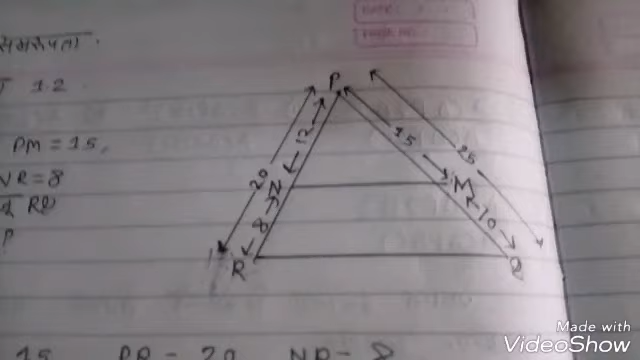 समरूपता.
1.2
PM = 15,
NR = 8
P
20
12
N
8
R
15
25
M
10
Q
15
PR = 20
NR = 8
Made with
VideoShow